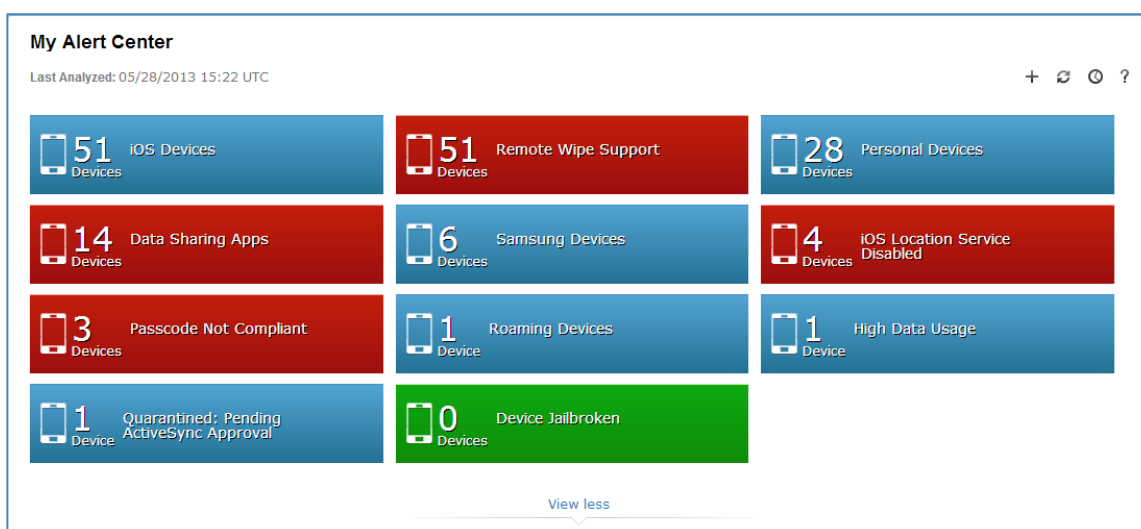 My Alert Center
Last Analyzed: 05/28/2013 15:22 UTC
?
51 iOS Devices
Devices
51 Remote Wipe Support
Devices
28 Personal Devices
Devices
14 Data Sharing Apps
Devices
6 Samsung Devices
Devices
4 iOS Location Service
Devices Disabled
3 Passcode Not Compliant
Devices
1 Roaming Devices
Device
1 High Data Usage
Device
1 Quarantined: Pending
Device ActiveSync Approval
0 Device Jailbroken
Devices
View less